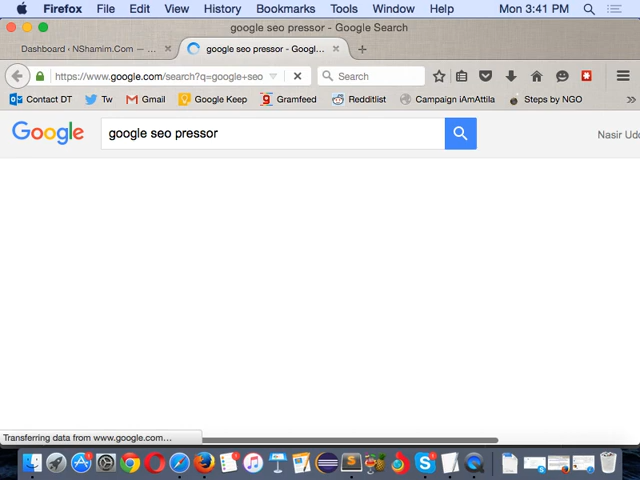 Firefox File Edit View History Bookmarks Tools Window Help Mon 3:41 PM
google seo pressor - Google Search
Dashboard ‹ NShamim.Com — ... google seo pressor - Googl...
https://www.google.com/search?q=google+seo Search
Contact DT Tw Gmail Google Keep Gramfeed Redditlist Campaign iAmAttila Steps by NGO
Google google seo pressor Nasir Udd
Transferring data from www.google.com...